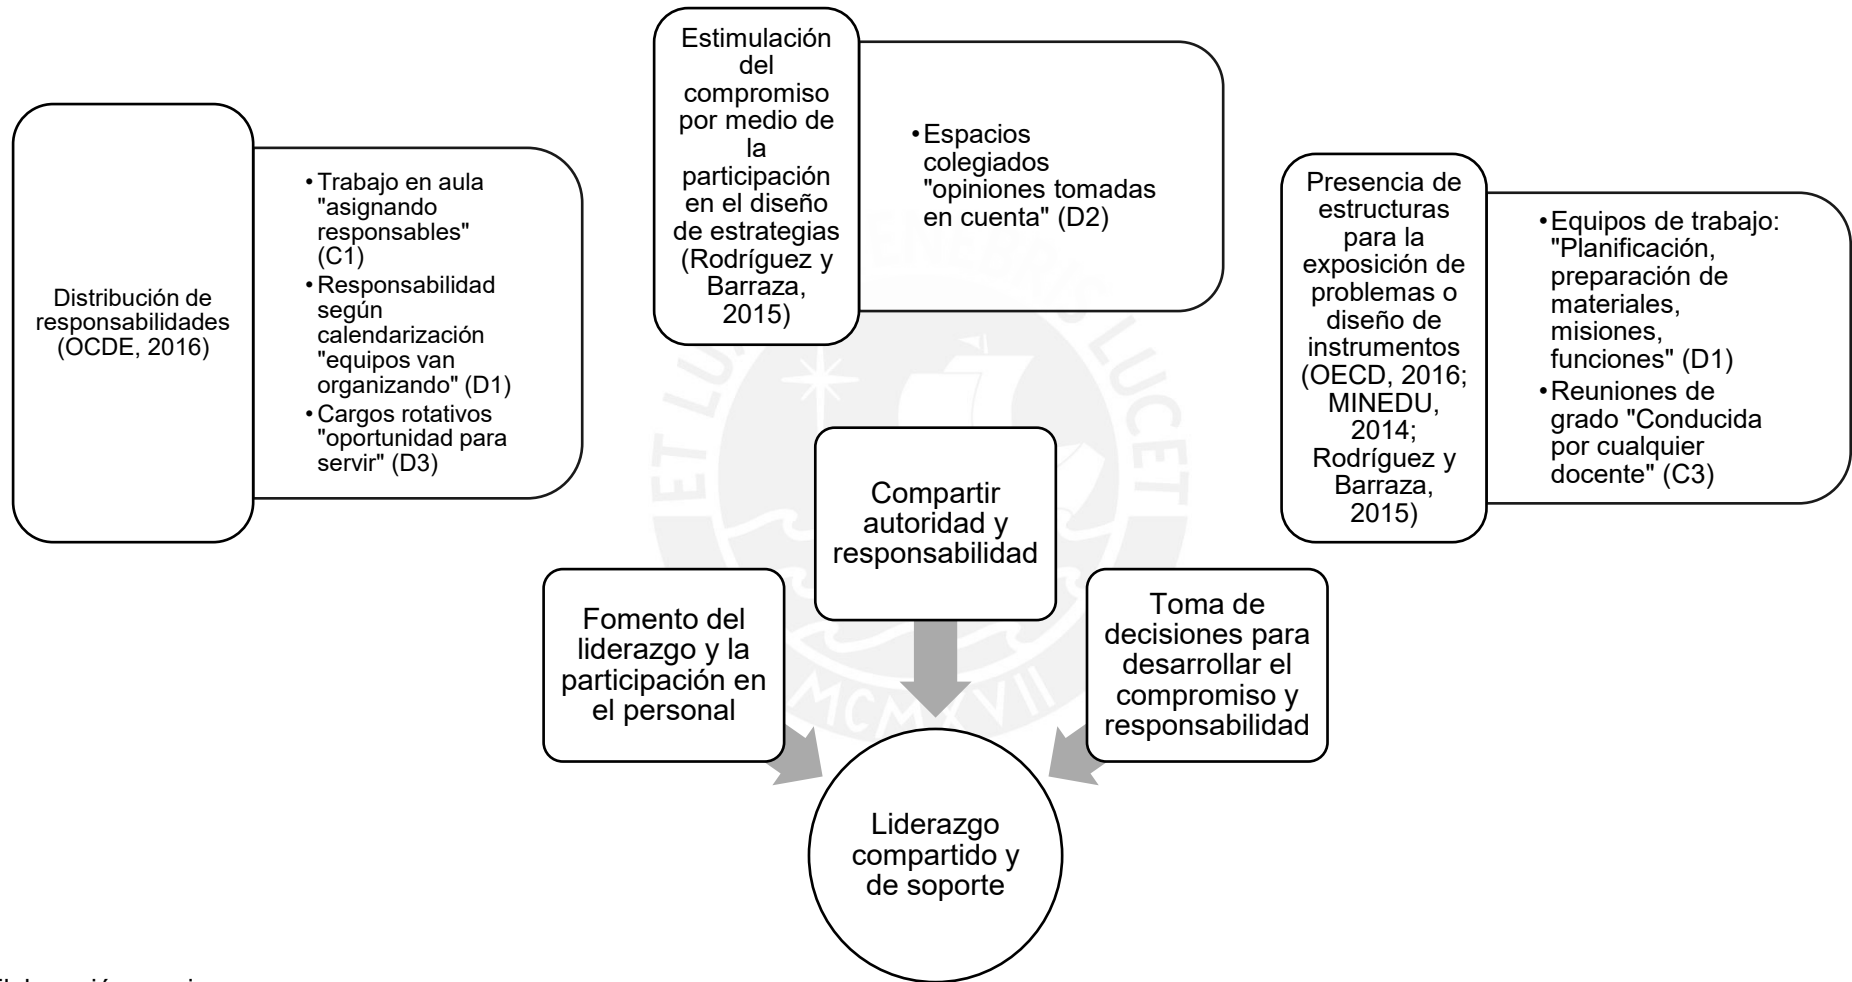 Distribución de
responsabilidades
(OCDE, 2016)
•Trabajo en aula
"asignando
responsables"
(C1)
•Responsabilidad
según
calendarización
"equipos van
organizando" (D1)
•Cargos rotativos
"oportunidad para
servir" (D3)
Estimulación
del
compromiso
por medio de
la
participación
en el diseño
de estrategias
(Rodríguez y
Barraza,
2015)
•Espacios
colegiados
"opiniones tomadas
en cuenta" (D2)
Presencia de
estructuras
para la
exposición de
problemas o
diseño de
instrumentos
(OECD, 2016;
MINEDU,
2014;
Rodríguez y
Barraza,
2015)
•Equipos de trabajo:
"Planificación,
preparación de
materiales,
misiones,
funciones" (D1)
•Reuniones de
grado "Conducida
por cualquier
docente" (C3)
Compartir
autoridad y
responsabilidad
Fomento del
liderazgo y la
participación en
el personal
Toma de
decisiones para
desarrollar el
compromiso y
responsabilidad
Liderazgo
compartido y
de soporte
MCMXVII